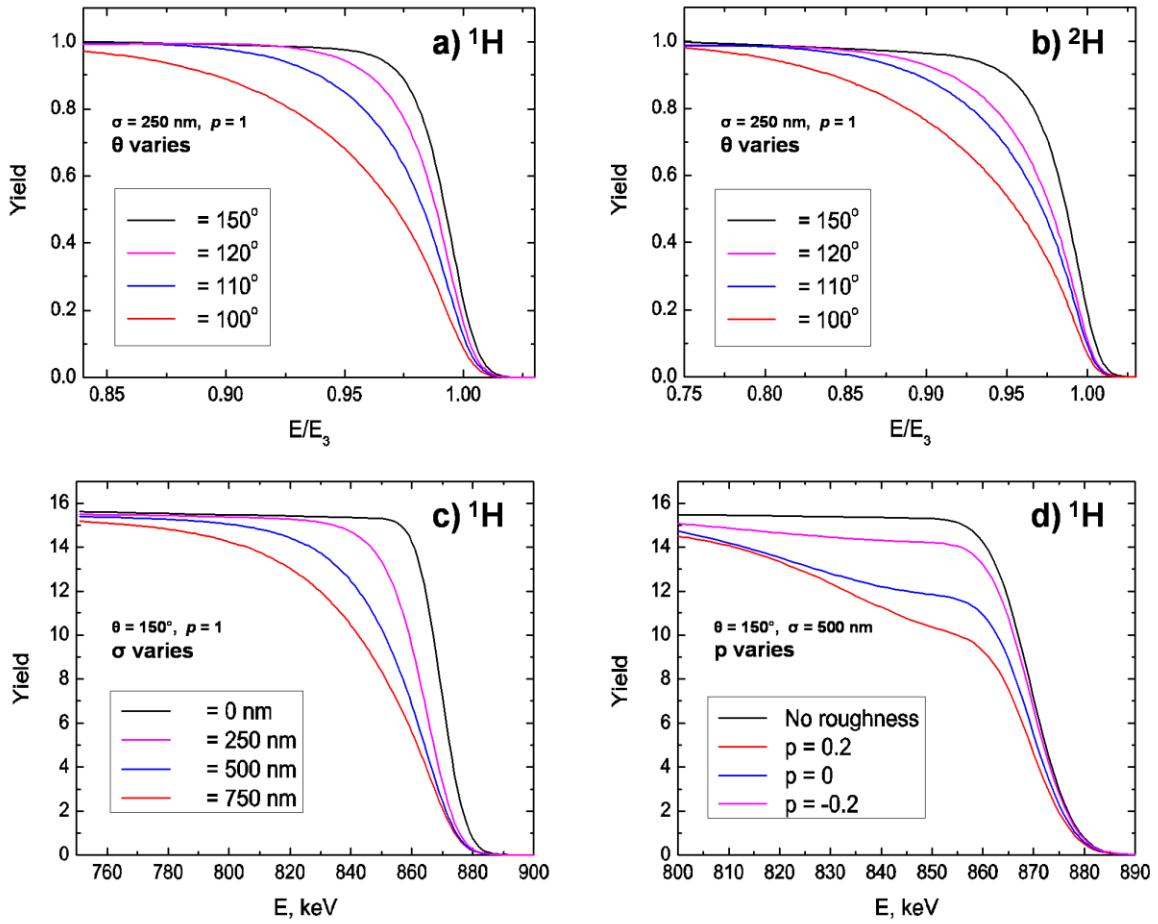 a) ¹H
Yield
1.0
0.8
0.6
0.4
0.2
0.0
σ = 250 nm, p = 1
θ varies
= 150°
= 120°
= 110°
= 100°
0.85 0.90 0.95 1.00
E/E₃
b) ²H
Yield
1.0
0.8
0.6
0.4
0.2
0.0
σ = 250 nm, p = 1
θ varies
= 150°
= 120°
= 110°
= 100°
0.75 0.80 0.85 0.90 0.95 1.00
E/E₃
c) ¹H
Yield
16
14
12
10
8
6
4
2
0
θ = 150°, p = 1
σ varies
= 0 nm
= 250 nm
= 500 nm
= 750 nm
760 780 800 820 840 860 880 900
E, keV
d) ¹H
Yield
16
14
12
10
8
6
4
2
0
θ = 150°, σ = 500 nm
p varies
No roughness
p = 0.2
p = 0
p = -0.2
800 810 820 830 840 850 860 870 880 890
E, keV